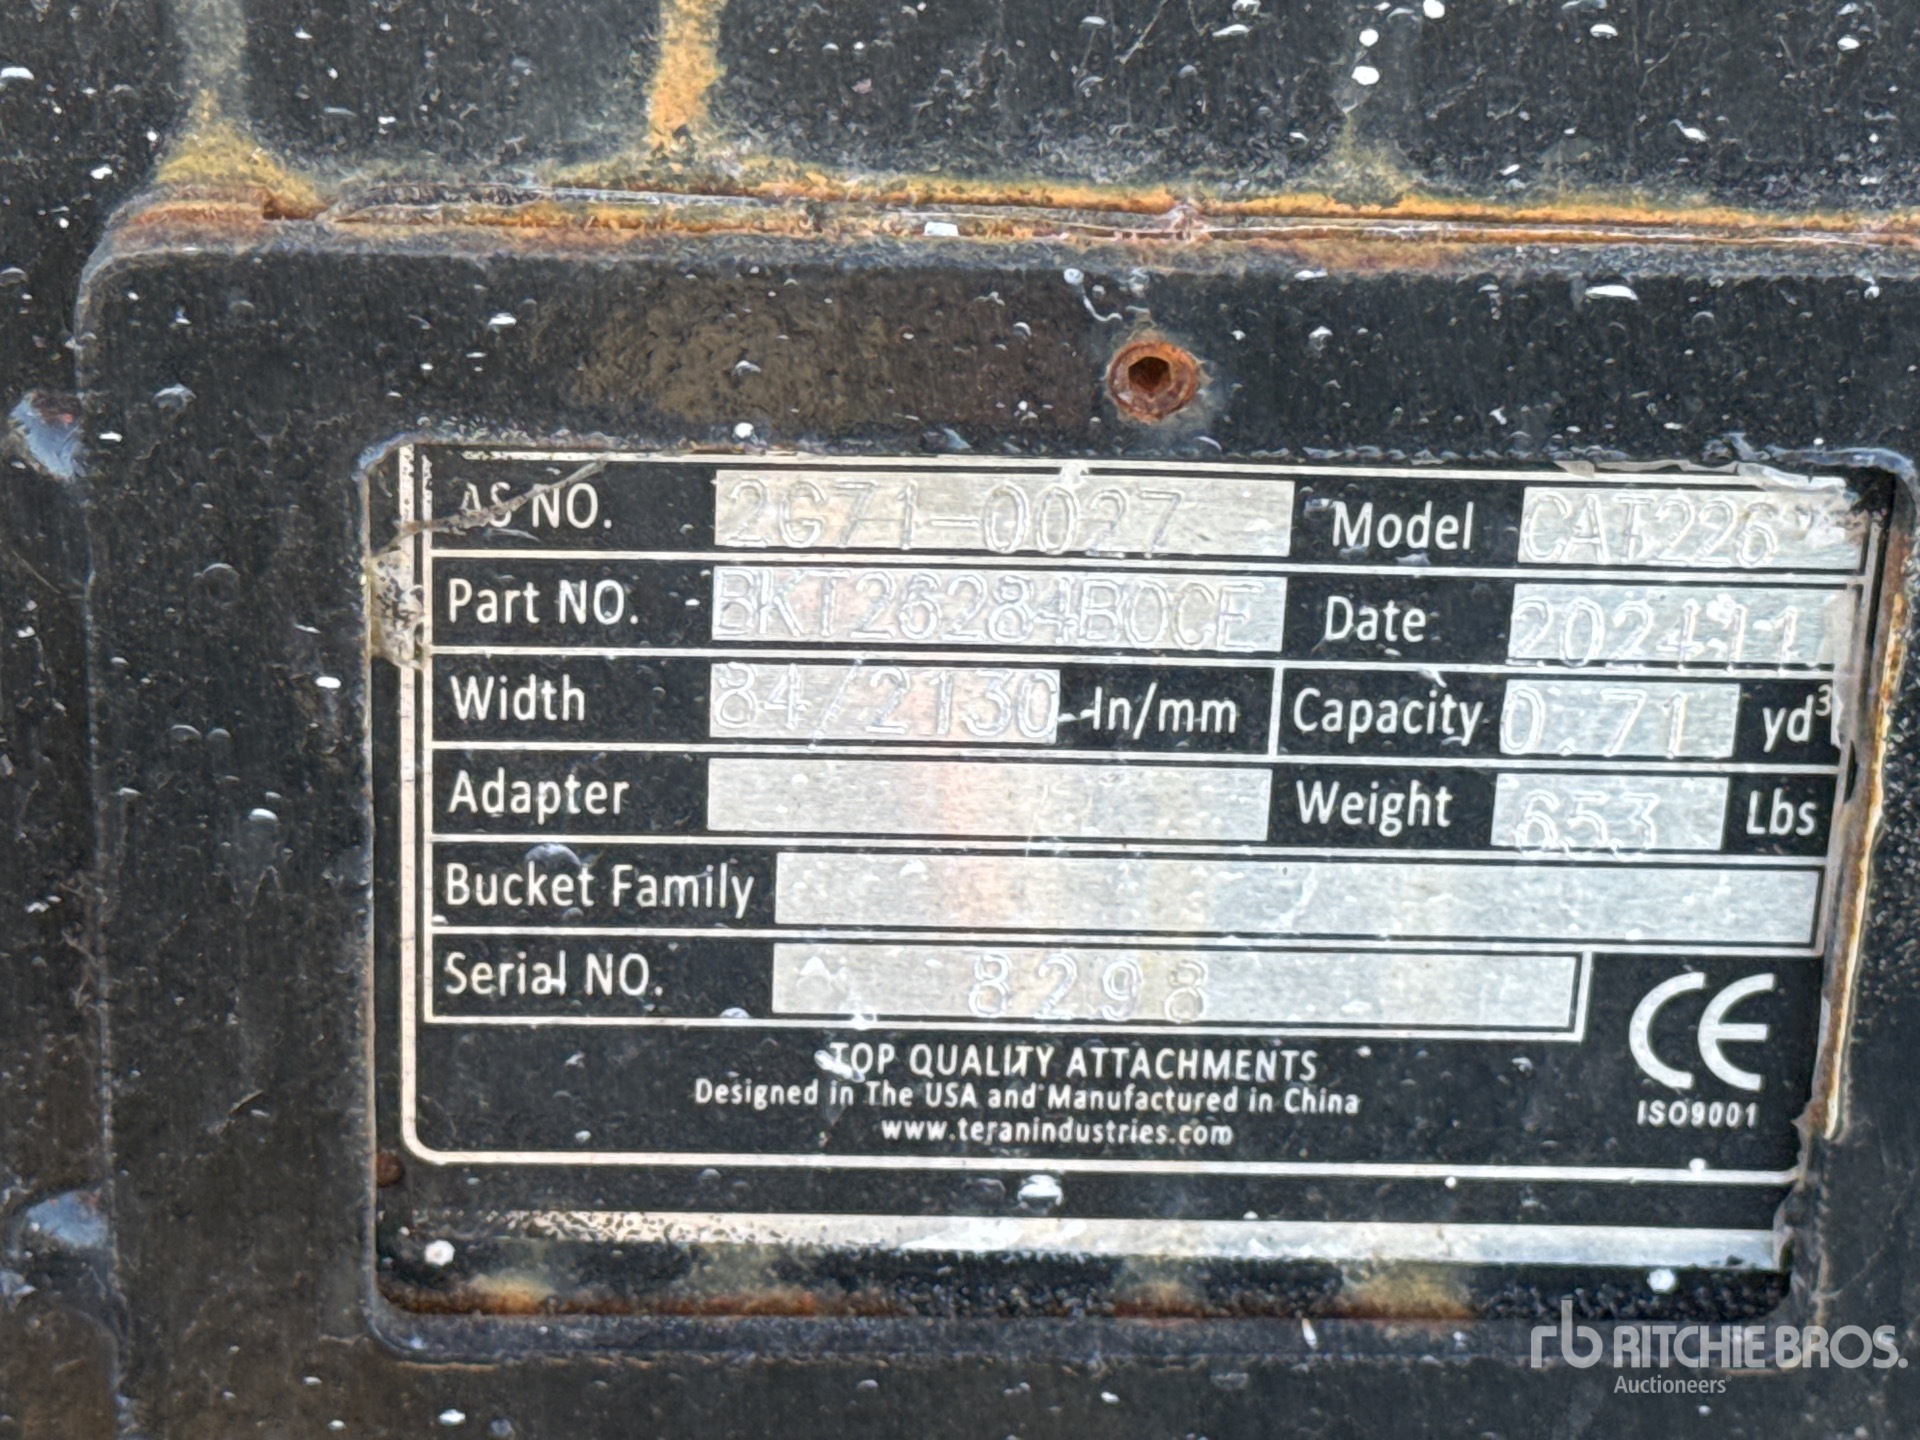 AS NO. 2G71-0027 Model CAT226
Part NO. BKT26284BOCE Date 202411
Width 84/2130 In/mm Capacity 0.71 yd³
Adapter Weight 653 Lbs
Bucket Family
Serial NO. 8298
CE
ISO9001
TOP QUALITY ATTACHMENTS
Designed in The USA and Manufactured in China
www.teranindustries.com
rb RITCHIE BROS.
Auctioneers